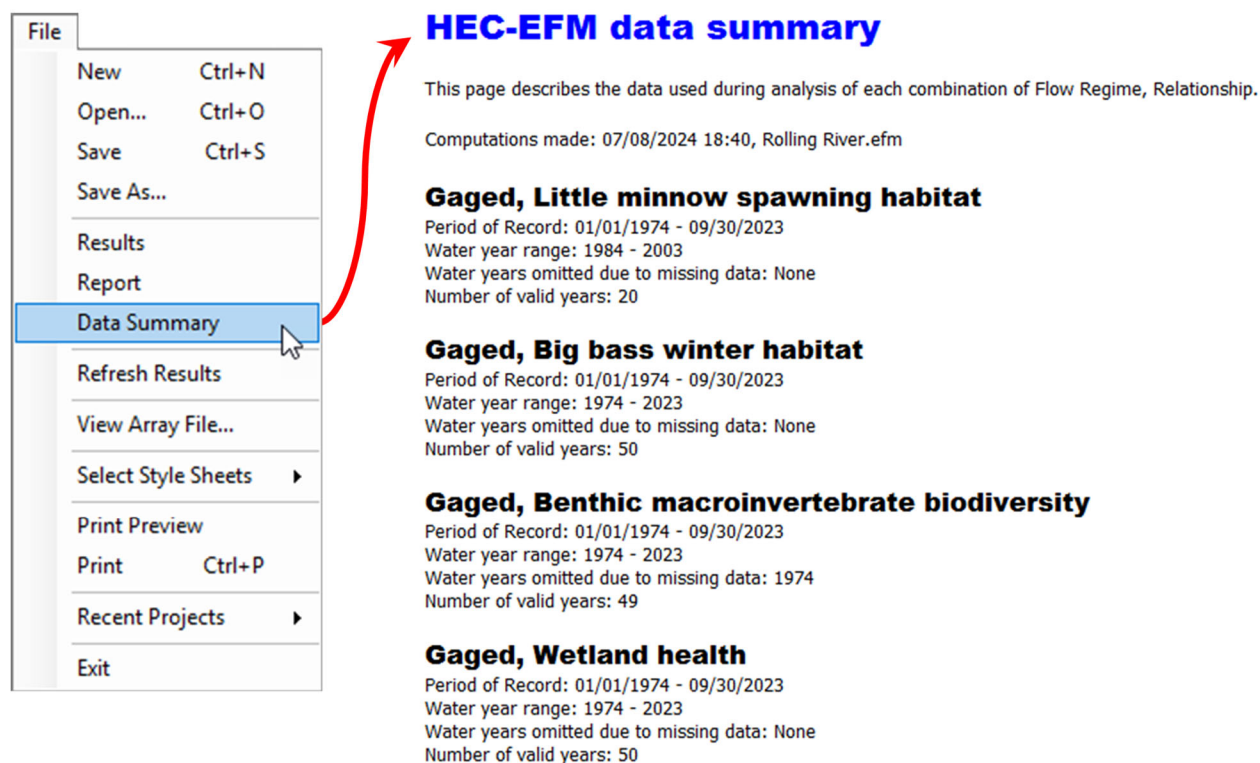 File
New Ctrl+N
Open... Ctrl+O
Save Ctrl+S
Save As...
Results
Report
Data Summary
Refresh Results
View Array File...
Select Style Sheets
Print Preview
Print Ctrl+P
Recent Projects
Exit
HEC-EFM data summary
This page describes the data used during analysis of each combination of Flow Regime, Relationship.
Computations made: 07/08/2024 18:40, Rolling River.efm
Gaged, Little minnow spawning habitat
Period of Record: 01/01/1974 - 09/30/2023
Water year range: 1984 - 2003
Water years omitted due to missing data: None
Number of valid years: 20
Gaged, Big bass winter habitat
Period of Record: 01/01/1974 - 09/30/2023
Water year range: 1974 - 2023
Water years omitted due to missing data: None
Number of valid years: 50
Gaged, Benthic macroinvertebrate biodiversity
Period of Record: 01/01/1974 - 09/30/2023
Water year range: 1974 - 2023
Water years omitted due to missing data: 1974
Number of valid years: 49
Gaged, Wetland health
Period of Record: 01/01/1974 - 09/30/2023
Water year range: 1974 - 2023
Water years omitted due to missing data: None
Number of valid years: 50